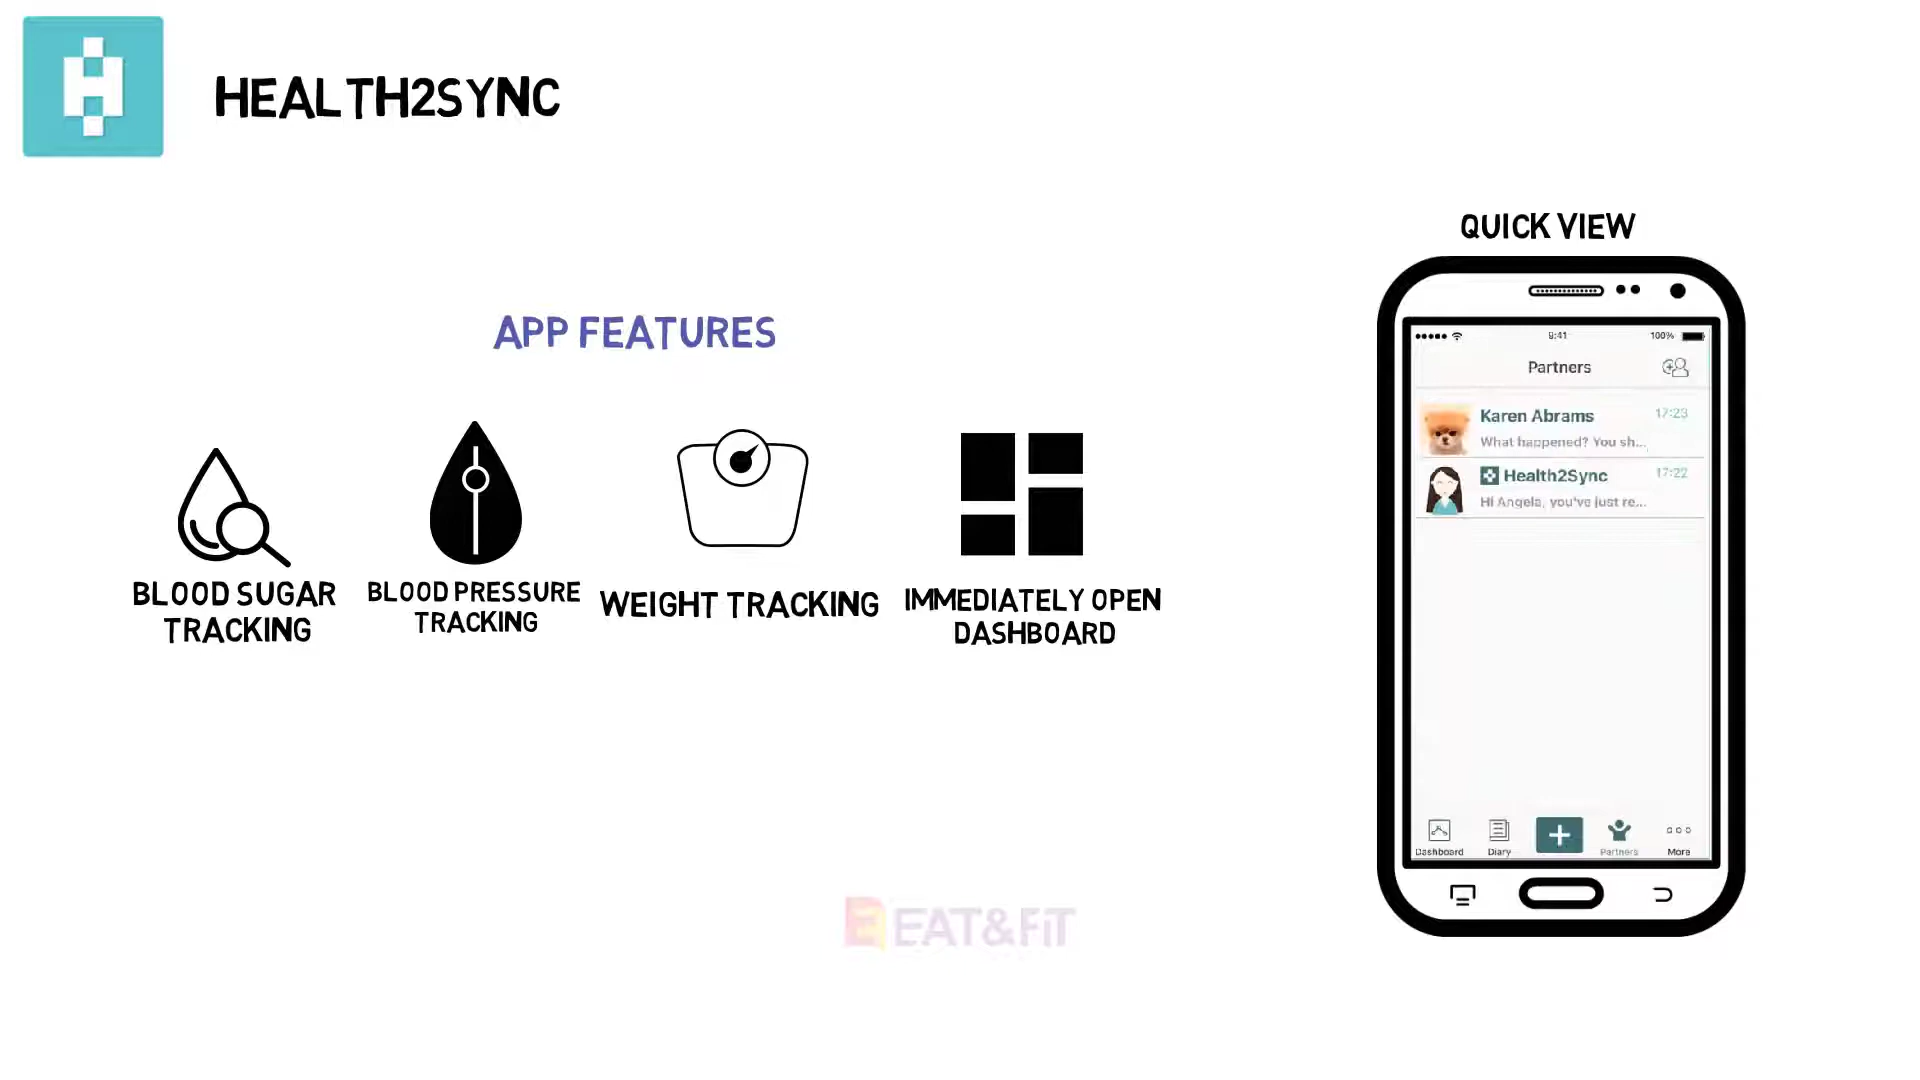 HEALTH2SYNC
QUICK VIEW
APP FEATURES
BLOOD SUGAR
TRACKING
BLOOD PRESSURE
TRACKING
WEIGHT TRACKING
IMMEDIATELY OPEN
DASHBOARD
9:41
100%
Partners
Karen Abrams
17:23
What happened? You sh...
Health2Sync
17:22
Hi Angela, you've just re...
Dashboard
Diary
Partners
More
EAT&FiT